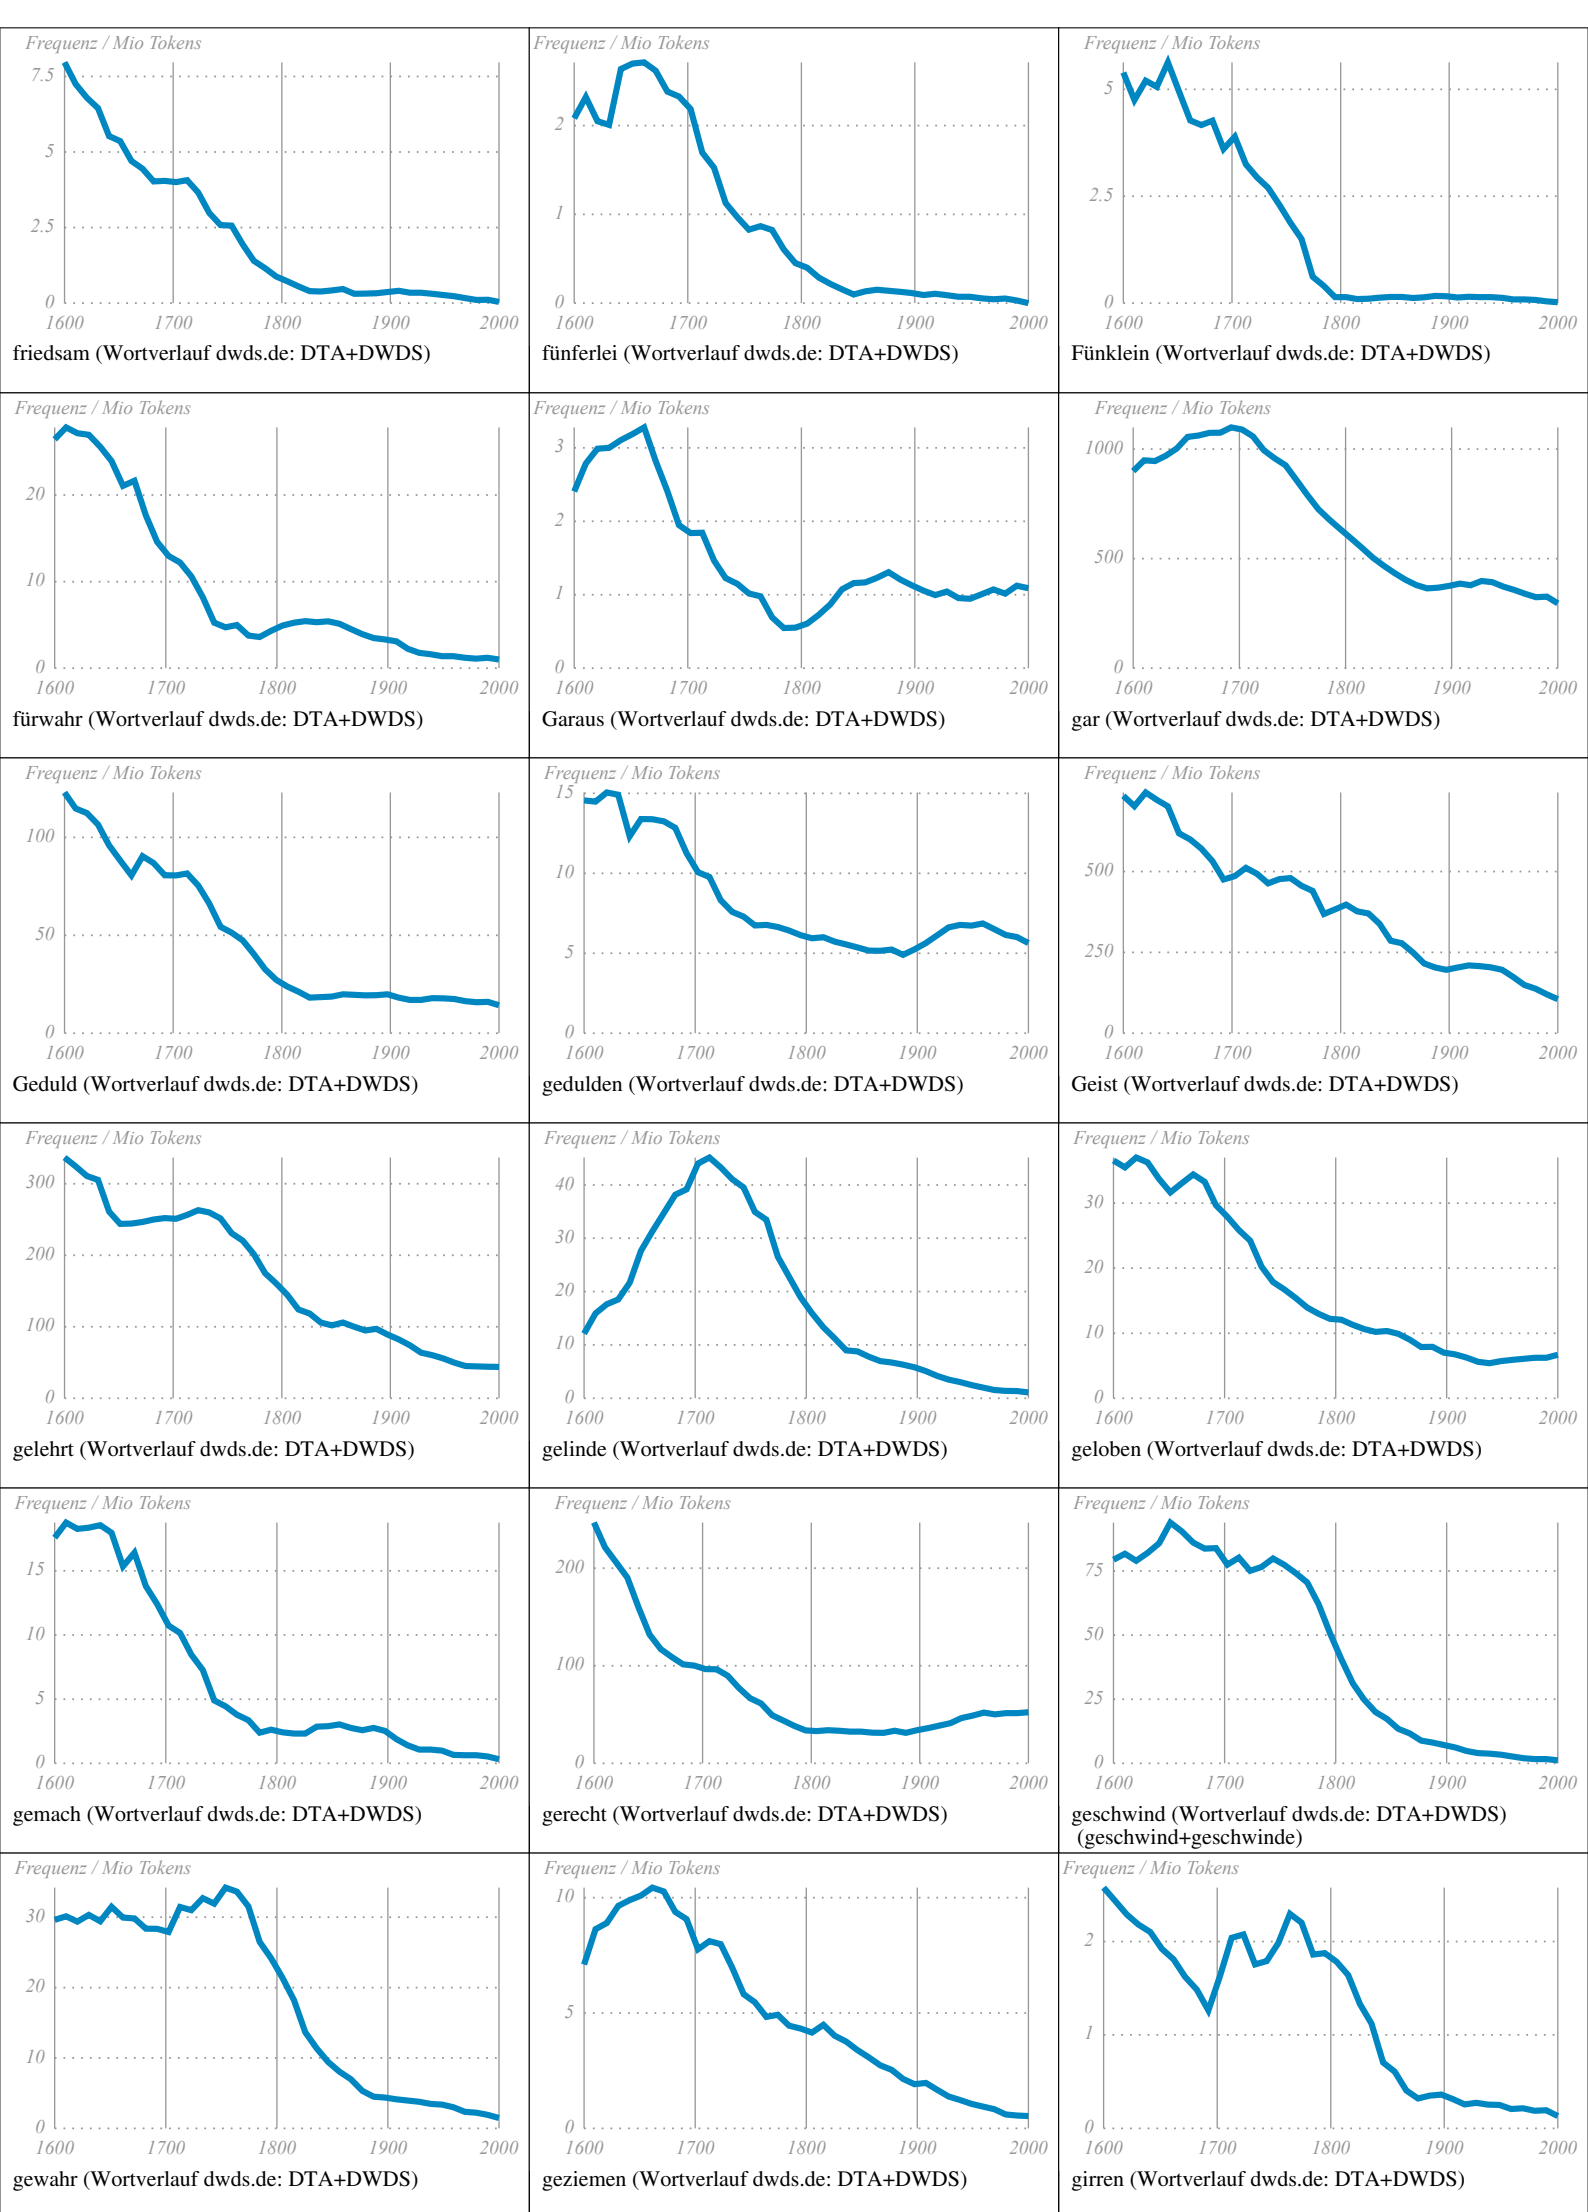 Frequenz / Mio Tokens
7.5
5
2.5
0
1600 1700 1800 1900 2000
friedsam (Wortverlauf dwds.de: DTA+DWDS)
Frequenz / Mio Tokens
2
1
0
1600 1700 1800 1900 2000
fünferlei (Wortverlauf dwds.de: DTA+DWDS)
Frequenz / Mio Tokens
5
2.5
0
1600 1700 1800 1900 2000
Fünklein (Wortverlauf dwds.de: DTA+DWDS)
Frequenz / Mio Tokens
20
10
0
1600 1700 1800 1900 2000
fürwahr (Wortverlauf dwds.de: DTA+DWDS)
Frequenz / Mio Tokens
3
2
1
0
1600 1700 1800 1900 2000
Garaus (Wortverlauf dwds.de: DTA+DWDS)
Frequenz / Mio Tokens
1000
500
0
1600 1700 1800 1900 2000
gar (Wortverlauf dwds.de: DTA+DWDS)
Frequenz / Mio Tokens
100
50
0
1600 1700 1800 1900 2000
Geduld (Wortverlauf dwds.de: DTA+DWDS)
Frequenz / Mio Tokens
15
10
5
0
1600 1700 1800 1900 2000
gedulden (Wortverlauf dwds.de: DTA+DWDS)
Frequenz / Mio Tokens
500
250
0
1600 1700 1800 1900 2000
Geist (Wortverlauf dwds.de: DTA+DWDS)
Frequenz / Mio Tokens
300
200
100
0
1600 1700 1800 1900 2000
gelehrt (Wortverlauf dwds.de: DTA+DWDS)
Frequenz / Mio Tokens
40
30
20
10
0
1600 1700 1800 1900 2000
gelinde (Wortverlauf dwds.de: DTA+DWDS)
Frequenz / Mio Tokens
30
20
10
0
1600 1700 1800 1900 2000
geloben (Wortverlauf dwds.de: DTA+DWDS)
Frequenz / Mio Tokens
15
10
5
0
1600 1700 1800 1900 2000
gemach (Wortverlauf dwds.de: DTA+DWDS)
Frequenz / Mio Tokens
200
100
0
1600 1700 1800 1900 2000
gerecht (Wortverlauf dwds.de: DTA+DWDS)
Frequenz / Mio Tokens
75
50
25
0
1600 1700 1800 1900 2000
geschwind (Wortverlauf dwds.de: DTA+DWDS)
(geschwind+geschwinde)
Frequenz / Mio Tokens
30
20
10
0
1600 1700 1800 1900 2000
gewahr (Wortverlauf dwds.de: DTA+DWDS)
Frequenz / Mio Tokens
10
5
0
1600 1700 1800 1900 2000
geziemen (Wortverlauf dwds.de: DTA+DWDS)
Frequenz / Mio Tokens
2
1
0
1600 1700 1800 1900 2000
girren (Wortverlauf dwds.de: DTA+DWDS)